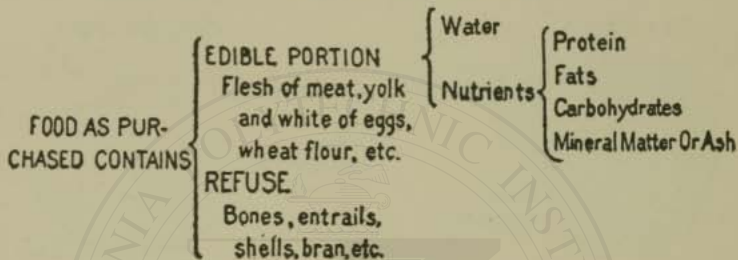 FOOD AS PUR-
CHASED CONTAINS
EDIBLE PORTION
Flesh of meat, yolk
and white of eggs,
wheat flour, etc.
REFUSE
Bones, entrails,
shells, bran, etc.
Water
Nutrients
Protein
Fats
Carbohydrates
Mineral Matter Or Ash